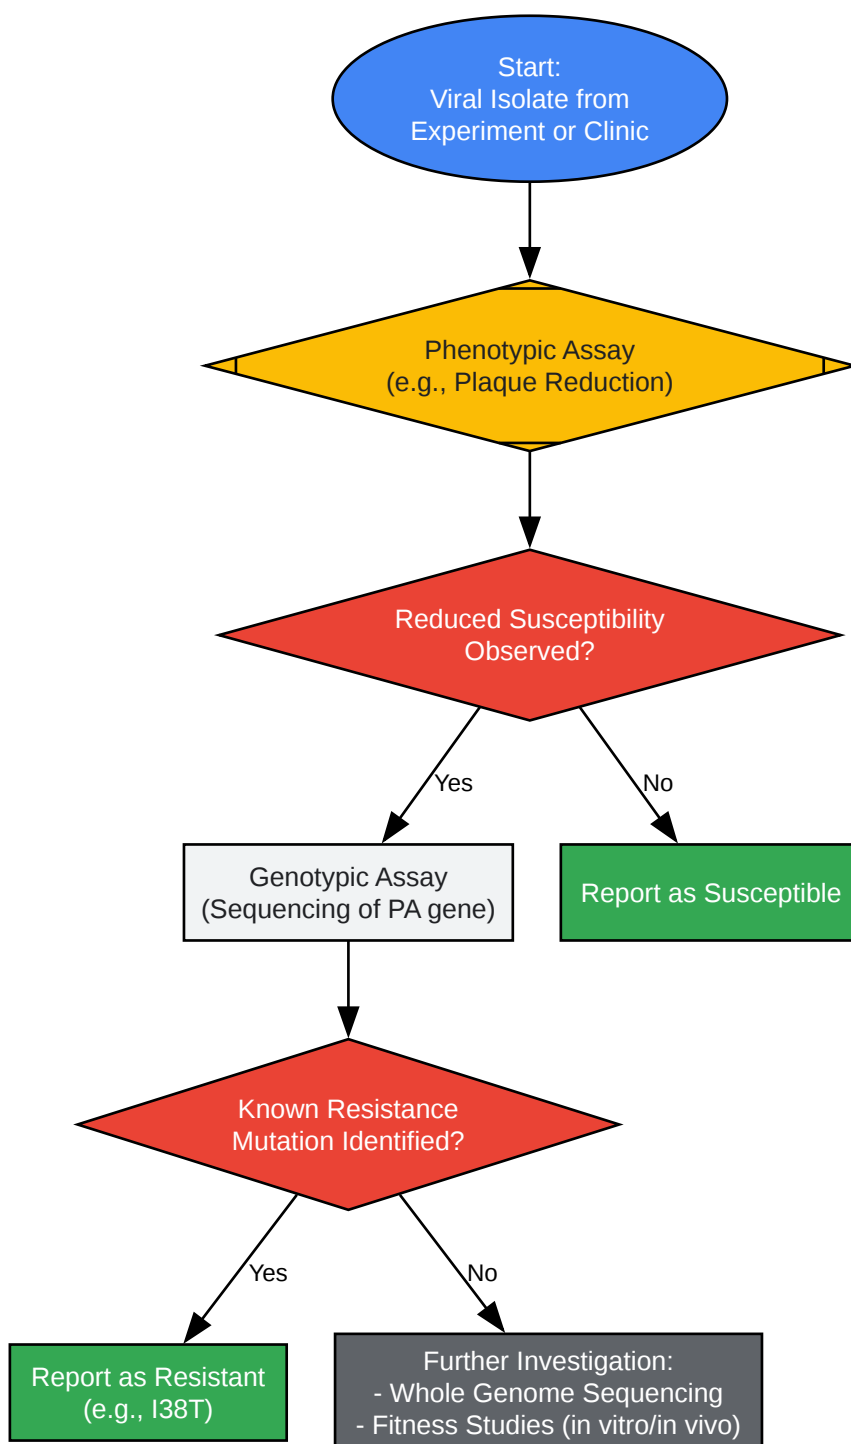 Start:
Viral Isolate from
Experiment or Clinic
Phenotypic Assay
(e.g., Plaque Reduction)
Reduced Susceptibility
Observed?
Yes
No
Genotypic Assay
(Sequencing of PA gene)
Report as Susceptible
Known Resistance
Mutation Identified?
Yes
No
Report as Resistant
(e.g., I38T)
Further Investigation:
- Whole Genome Sequencing
- Fitness Studies (in vitro/in vivo)